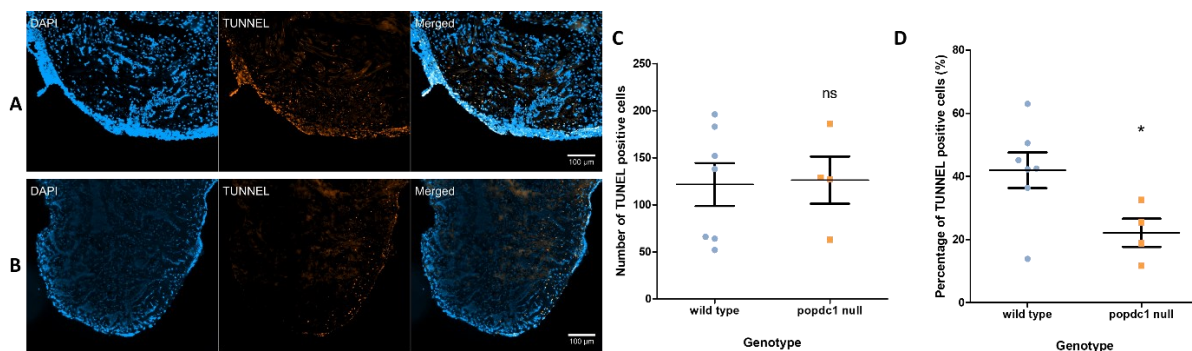 A
DAPI
TUNNEL
Merged
100 µm
B
DAPI
TUNNEL
Merged
100 µm
C
Number of TUNEL positive cells
250
200
150
100
50
0
ns
wild type
popdc1 null
Genotype
D
Percentage of TUNNEL positive cells (%)
80
60
40
20
0
*
wild type
popdc1 null
Genotype